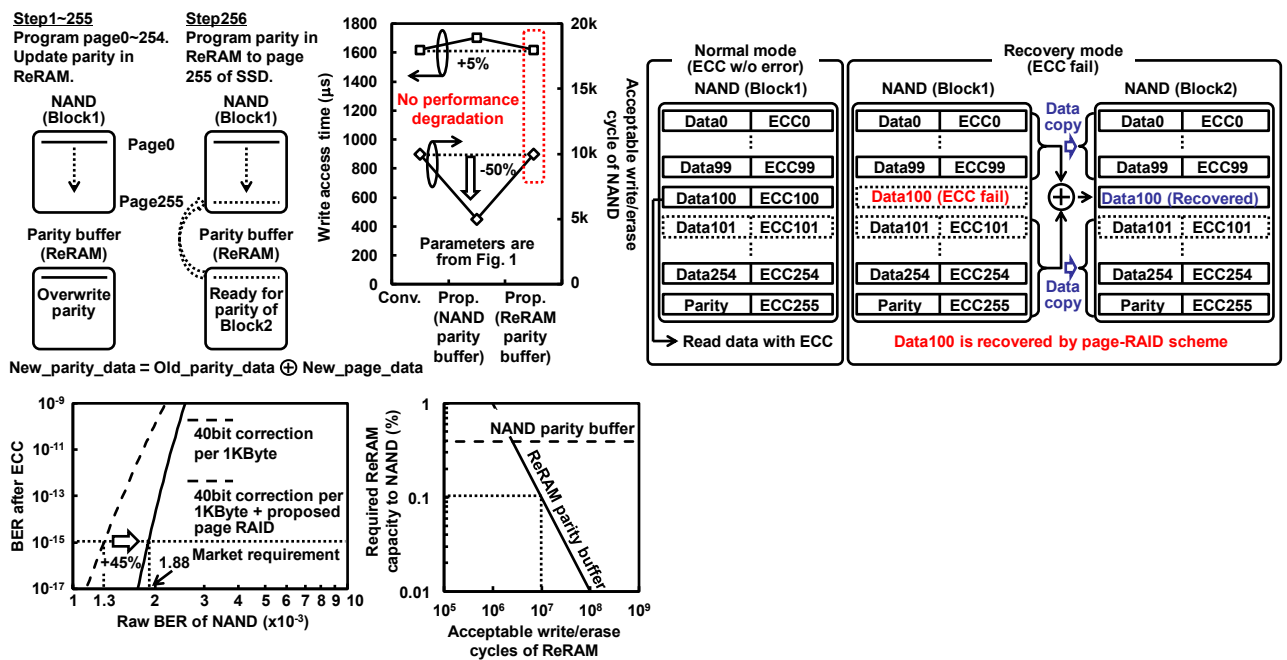 Step1~255
Program page0~254.
Update parity in
ReRAM.
NAND
(Block1)
Page0
Page255
Parity buffer
(ReRAM)
Overwrite
parity
Step256
Program parity in
ReRAM to page
255 of SSD.
NAND
(Block1)
Parity buffer
(ReRAM)
Ready for
parity of
Block2
New_parity_data = Old_parity_data ⊕ New_page_data
Write access time (µs)
1800
1600
1400
1200
1000
800
600
400
200
0
20k
15k
10k
5k
0
Acceptable write/erase
cycle of NAND
+5%
No performance
degradation
-50%
Parameters are
from Fig. 1
Conv.
Prop.
(NAND
parity
buffer)
Prop.
(ReRAM
parity
buffer)
Normal mode
(ECC w/o error)
NAND (Block1)
Data0 ECC0
Data99 ECC99
Data100 ECC100
Data101 ECC101
Data254 ECC254
Parity ECC255
Read data with ECC
Recovery mode
(ECC fail)
NAND (Block1)
Data0 ECC0
Data99 ECC99
Data100 (ECC fail)
Data101 ECC101
Data254 ECC254
Parity ECC255
Data
copy
Data
copy
NAND (Block2)
Data0 ECC0
Data99 ECC99
Data100 (Recovered)
Data101 ECC101
Data254 ECC254
Parity ECC255
Data100 is recovered by page-RAID scheme
BER after ECC
10⁻⁹
10⁻¹¹
10⁻¹³
10⁻¹⁵
10⁻¹⁷
40bit correction
per 1KByte
40bit correction per
1KByte + proposed
page RAID
Market requirement
+45%
1.88
1 1.3 2 3 4 5 6 7 8 9 10
Raw BER of NAND (x10⁻³)
Required ReRAM
capacity to NAND (%)
1
0.1
0.01
NAND parity buffer
ReRAM parity buffer
10⁵ 10⁶ 10⁷ 10⁸ 10⁹
Acceptable write/erase
cycles of ReRAM